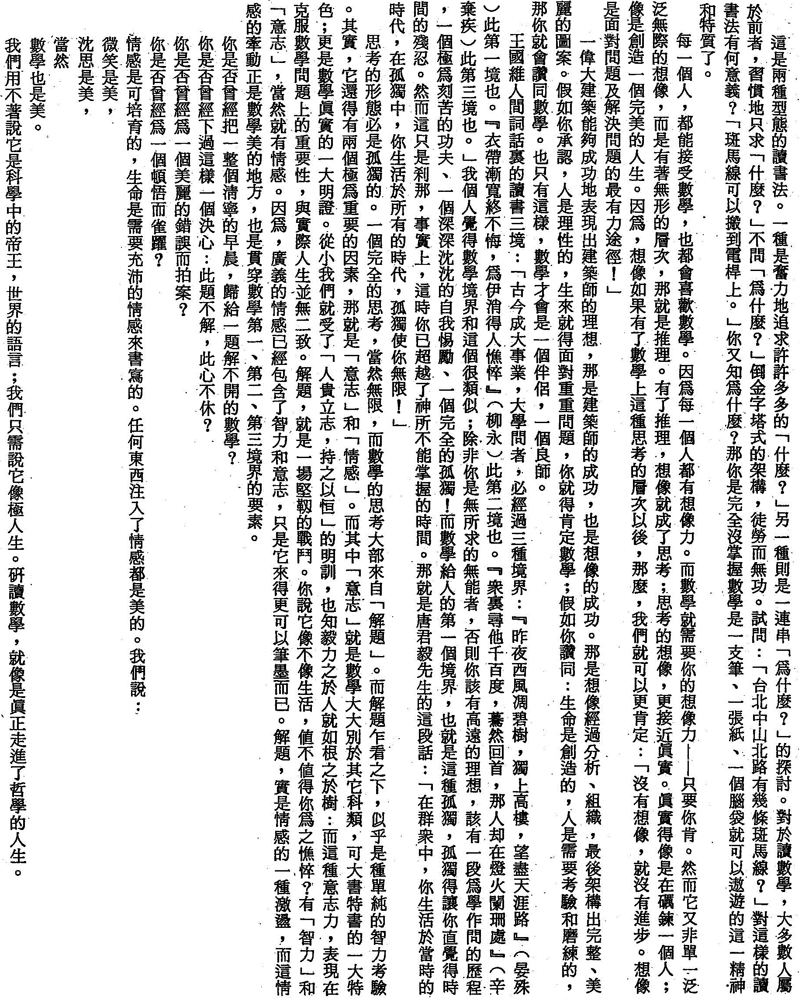 這是兩種型態的讀書法。一種是奮力地追求許許多多的「什麼？」另一種則是一連串「爲什麼？」的探討。對於讀數學，大多數人屬
於前者，習慣地只求「什麼？」不問「爲什麼？」倒金字塔式的架構，徒勞而無功。試問：「台北中山北路有幾條斑馬線？」對這樣的讀
書法有何意義？「斑馬線可以搬到電桿上。」你又知爲什麼？那你是完全沒掌握數學是一支筆、一張紙、一個腦袋就可以遨遊的這一精神
和特質了。
每一個人，都能接受數學，也都會喜歡數學。因爲每一個人都有想像力。而數學就需要你的想像力——只要你肯。然而它又非單一泛
泛無際的想像，而是有著無形的層次，那就是推理。有了推理，想像就成了思考；思考的想像，更接近眞實。眞實得像是在礪鍊一個人；
像是創造一個完美的人生。因爲，想像如果有了數學上這種思考的層次以後，那麼，我們就可以更肯定：「沒有想像，就沒有進步。想像
是面對問題及解決問題的最有力途徑！」
一偉大建築能夠成功地表現出建築師的理想，那是建築師的成功，也是想像的成功。那是想像經過分析、組織，最後架構出完整、美
麗的圖案。假如你承認，人是理性的，生來就得面對重重問題，你就得肯定數學；假如你讚同：生命是創造的，人是需要考驗和磨練的，
那你就會讚同數學。也只有這樣，數學才會是一個伴侶，一個良師。
王國維人間詞話裏的讀書三境：「古今成大事業，大學問者，必經過三種境界：『昨夜西風凋碧樹，獨上高樓，望盡天涯路』（晏殊
）此第一境也。『衣帶漸寬終不悔，爲伊消得人憔悴』（柳永）此第二境也。『衆裏尋他千百度，驀然回首，那人却在燈火闌珊處』（辛
棄疾）此第三境也。」我個人覺得數學境界和這個很類似；除非你是無所求的無能者，否則你該有高遠的理想，該有一段爲學作問的歷程
，一個極爲刻苦的功夫、一個深深沈沈的自我惕勵、一個完全的孤獨！而數學給人的第一個境界，也就是這種孤獨，孤獨得讓你直覺得時
間的殘忍。然而這只是刹那，事實上，這時你已超越了神所不能掌握的時間。那就是唐君毅先生的這段話：「在群衆中，你生活於當時的
時代，在孤獨中，你生活於所有的時代，孤獨使你無限！」
思考的形態必是孤獨的。一個完全的思考，當然無限，而數學的思考大部來自「解題」。而解題乍看之下，似乎是種單純的智力考驗
。其實，它還得有兩個極爲重要的因素，那就是「意志」和「情感」。而其中「意志」就是數學大大別於其它科類，可大書特書的一大特
色；更是數學眞實的一大明證。從小我們就受了「人貴立志，持之以恒」的明訓，也知毅力之於人就如根之於樹：而這種意志力，表現在
克服數學問題上的重要性，與實際人生並無二致。解題，就是一場堅靱的戰鬥。你說它像不像生活，值不值得你爲之憔悴？有「智力」和
「意志」，當然就有情感。因爲，廣義的情感已經包含了智力和意志，只是它來得更可以筆墨而已。解題，實是情感的一種激盪，而這情
感的牽動正是數學美的地方，也是貫穿數學第一、第二、第三境界的要素。
你是否曾經把一整個淸寧的早晨，歸給一題解不開的數學？
你是否曾經下過這樣一個決心：此題不解，此心不休？
你是否曾經爲一個美麗的錯誤而拍案？
你是否曾經爲一個頓悟而雀躍？
情感是可培育的，生命是需要充沛的情感來書寫的。任何東西注入了情感都是美的。我們說：
微笑是美，
沈思是美，
當然
數學也是美。
我們用不著說它是科學中的帝王，世界的語言；我們只需說它像極人生。研讀數學，就像是眞正走進了哲學的人生。